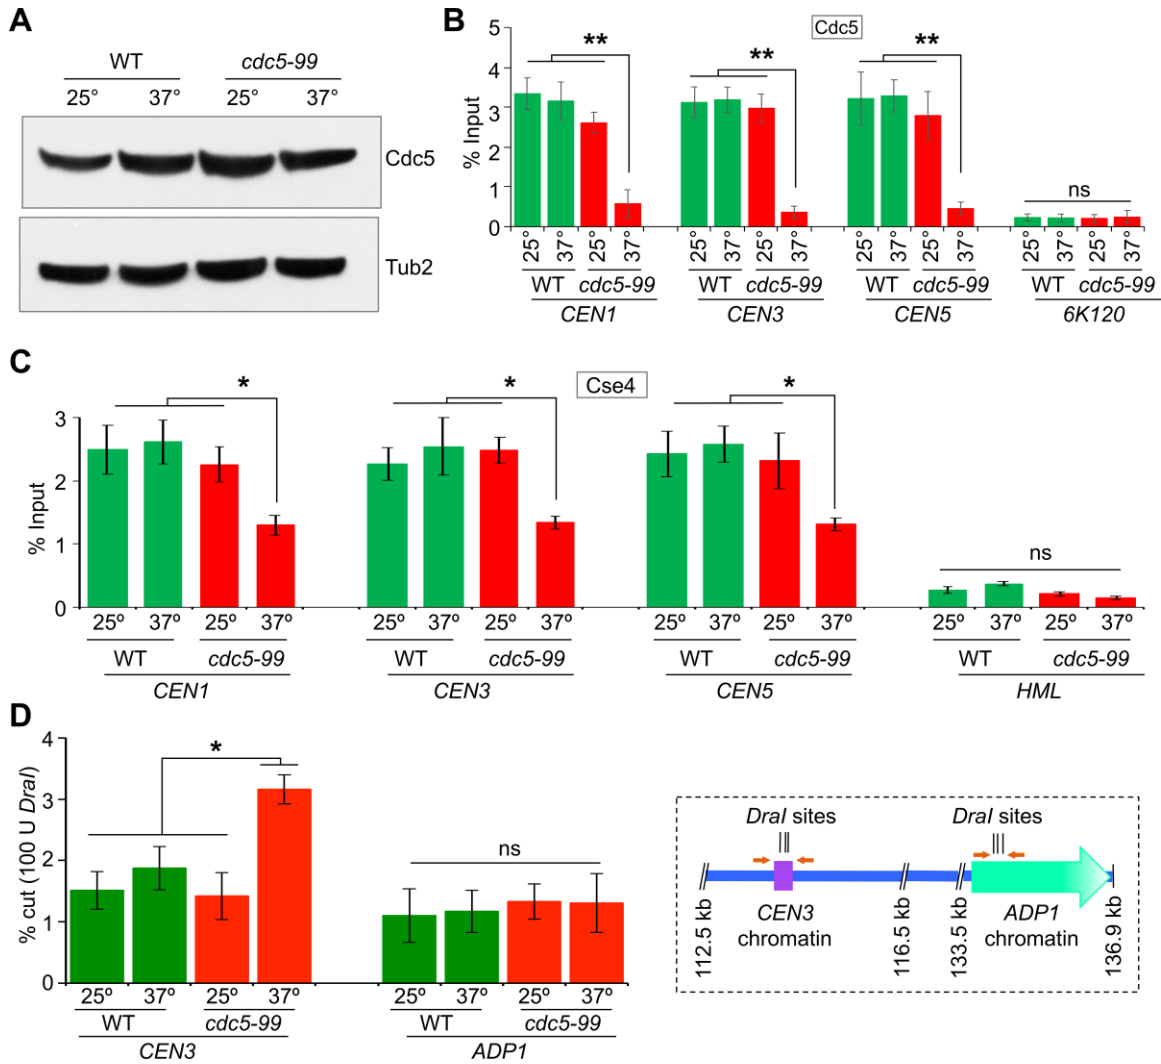 A
WT cdc5-99
25° 37° 25° 37°
Cdc5
Tub2
B
Cdc5
** ** **
ns
% Input
5
4
3
2
1
0
25° 37° 25° 37° 25° 37° 25° 37° 25° 37° 25° 37° 25° 37° 25° 37°
WT cdc5-99 WT cdc5-99 WT cdc5-99 WT cdc5-99
CEN1 CEN3 CEN5 6K120
C
Cse4
* * *
ns
% Input
3
2
1
0
25º 37º 25º 37º 25º 37º 25º 37º 25º 37º 25º 37º 25º 37º 25º 37º
WT cdc5-99 WT cdc5-99 WT cdc5-99 WT cdc5-99
CEN1 CEN3 CEN5 HML
D
*
ns
% cut (100 U DraI)
4
3
2
1
0
25º 37º 25º 37º 25º 37º 25º 37º
WT cdc5-99 WT cdc5-99
CEN3 ADP1
DraI sites DraI sites
CEN3 ADP1
chromatin chromatin
112.5 kb 116.5 kb 133.5 kb 136.9 kb